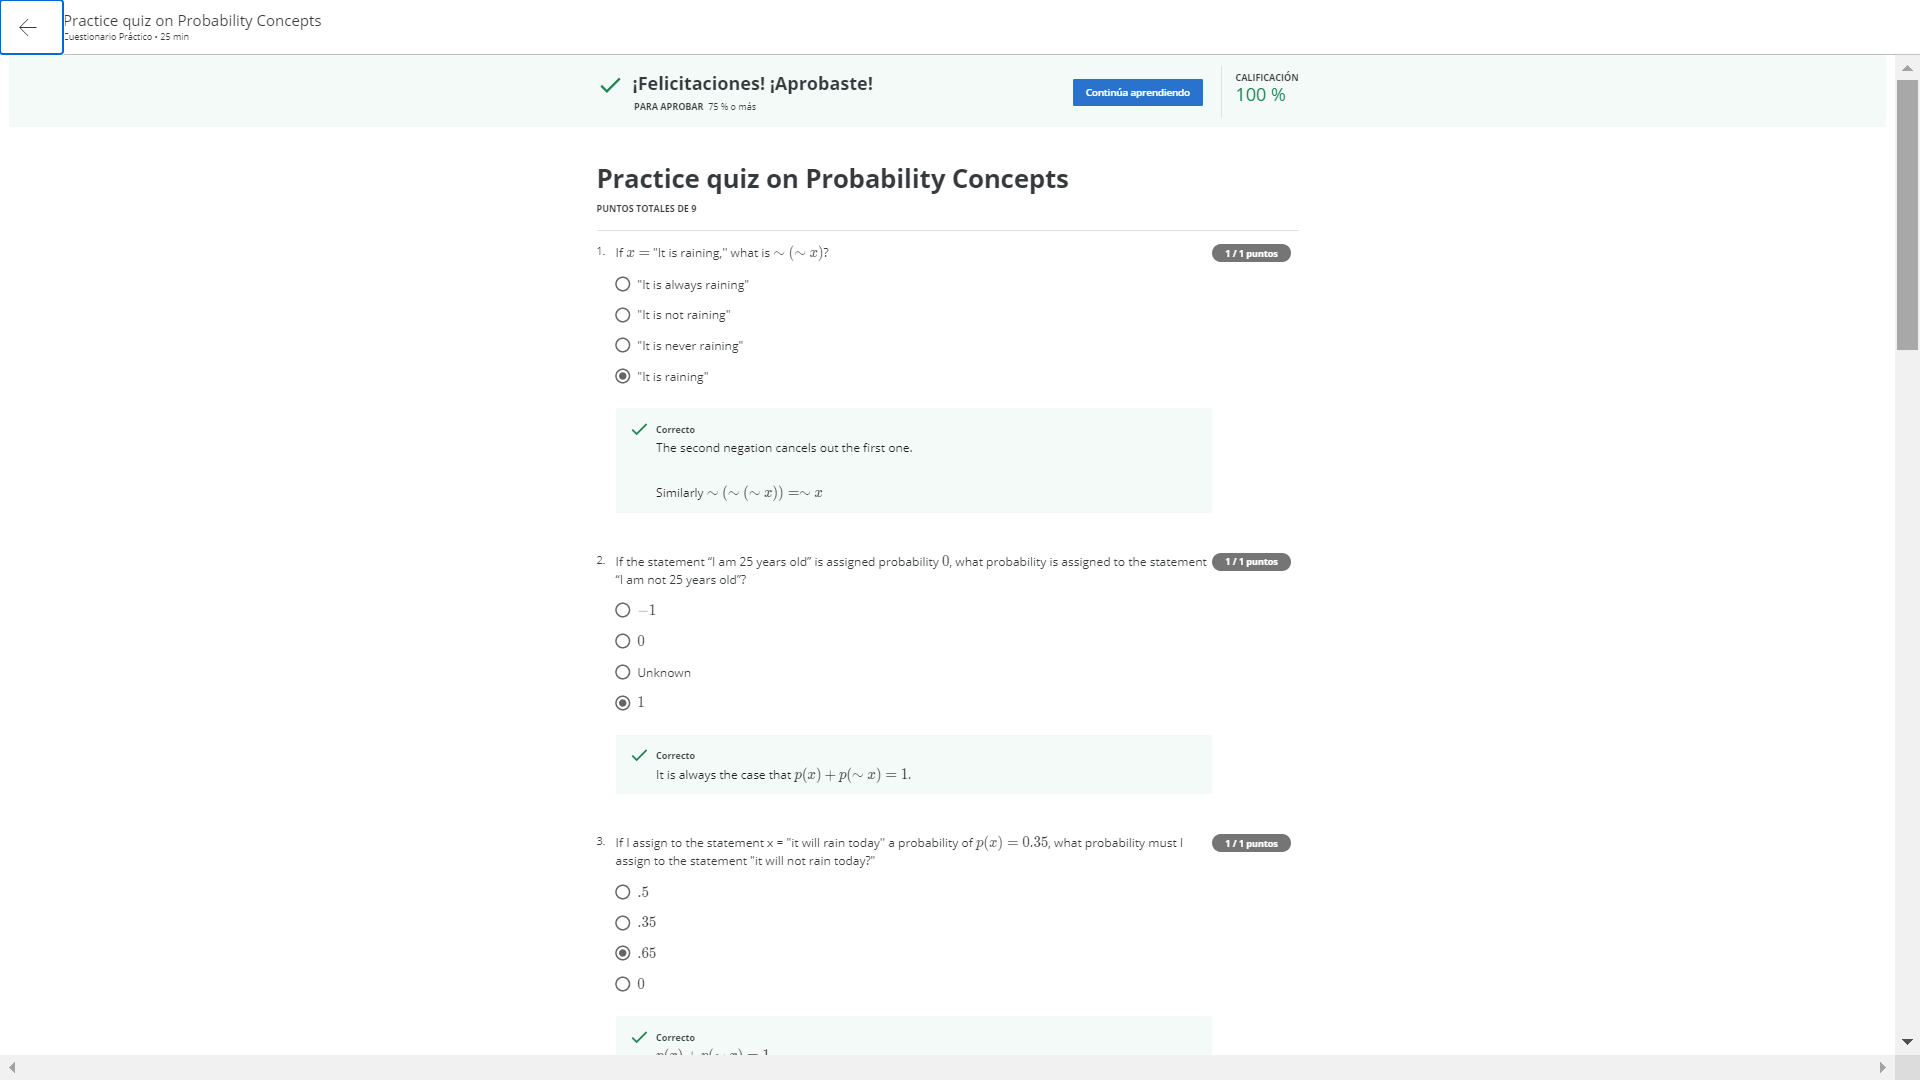 Practice quiz on Probability Concepts
Cuestionario Práctico • 25 min
¡Felicitaciones! ¡Aprobaste!
PARA APROBAR 75 % o más
Continúa aprendiendo
CALIFICACIÓN
100 %
Practice quiz on Probability Concepts
PUNTOS TOTALES DE 9
1. If x = "It is raining," what is ∼ (∼ x)?
1 / 1 puntos
"It is always raining"
"It is not raining"
"It is never raining"
"It is raining"
Correcto
The second negation cancels out the first one.
Similarly ∼ (∼ (∼ x)) =∼ x
2. If the statement “I am 25 years old” is assigned probability 0, what probability is assigned to the statement
“I am not 25 years old”?
1 / 1 puntos
−1
0
Unknown
1
Correcto
It is always the case that p(x) + p(∼ x) = 1.
3. If I assign to the statement x = "it will rain today" a probability of p(x) = 0.35, what probability must I
assign to the statement "it will not rain today?"
1 / 1 puntos
.5
.35
.65
0
Correcto
p(x) + p(∼ x) = 1